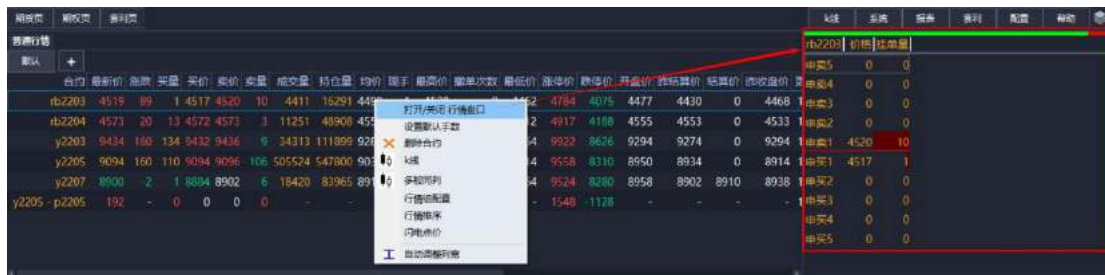 期货页 期权页 套利页 k线 系统 报表 套利 配置 帮助
普通行情
默认 +
合约 最新价 涨跌 买量 买价 卖价 卖量 成交量 持仓量 均价 现手 最高价 撤单次数 最低价 涨停价 跌停价 开盘价 昨结算价 结算价 昨收盘价
rb2203 4519 89 1 4517 4520 10 4411 16291 4784 4075 4477 4430 0 4468
rb2204 4573 20 13 4572 4573 3 11251 48908 4917 4188 4555 4553 0 4533
y2203 9434 160 134 9432 9436 9 34313 111899 9922 8626 9294 9274 0 9294
y2205 9094 160 110 9094 9096 106 505524 547800 9558 8310 8950 8934 0 8914
y2207 8900 -2 1 8884 8902 6 18420 83965 9524 8280 8958 8902 8910 8938
y2205 - p2205 192 - 0 0 0 0 - - - 1548 -1128 - - - -
打开/关闭 行情盘口
设置默认手数
删除合约
k线
多视同列
行情组配置
行情排序
闪电点价
自动调整列宽
rb2203 价格 挂单量
申卖5 0 0
申卖4 0 0
申卖3 0 0
申卖2 0 0
申卖1 4520 10
申买1 4517 1
申买2 0 0
申买3 0 0
申买4 0 0
申买5 0 0